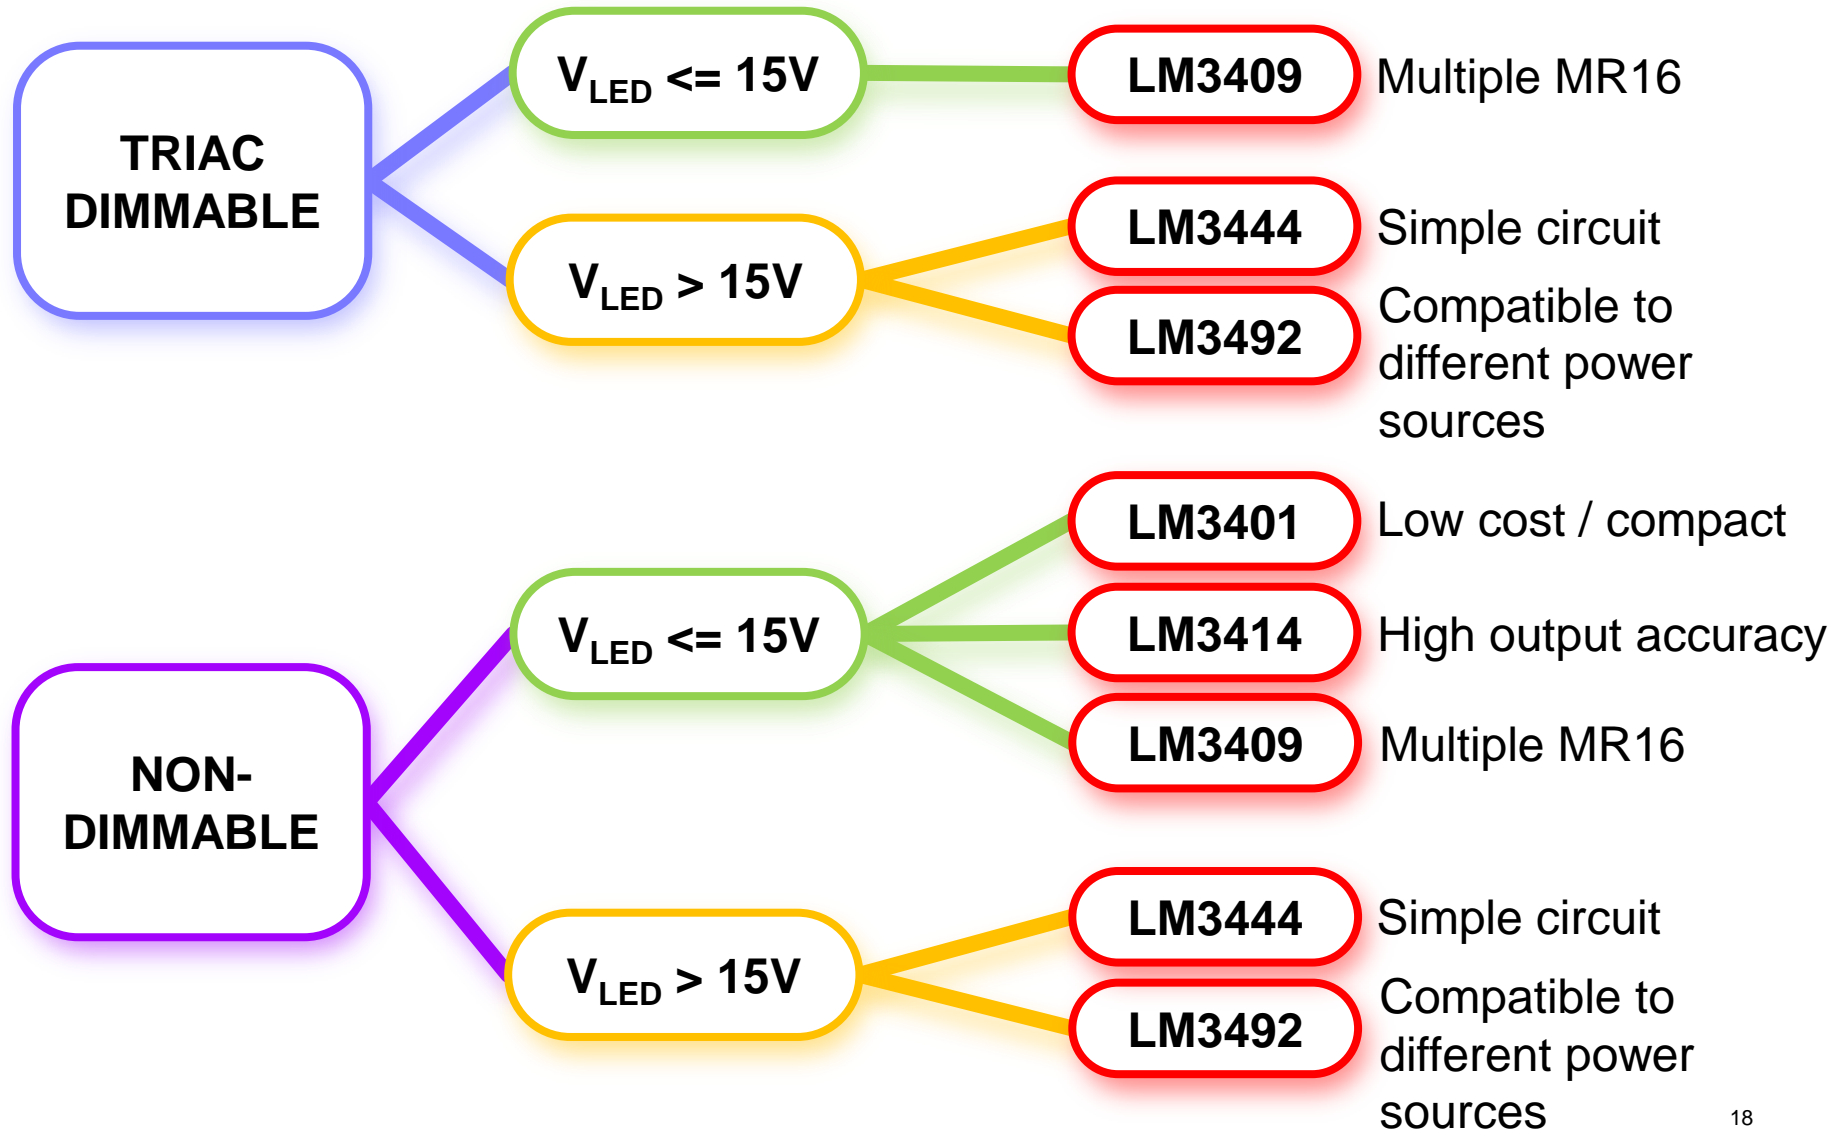 TRIAC
DIMMABLE
VLED <= 15V
LM3409
Multiple MR16
VLED > 15V
LM3444
Simple circuit
LM3492
Compatible to
different power
sources
NON-
DIMMABLE
VLED <= 15V
LM3401
Low cost / compact
LM3414
High output accuracy
LM3409
Multiple MR16
VLED > 15V
LM3444
Simple circuit
LM3492
Compatible to
different power
sources
18